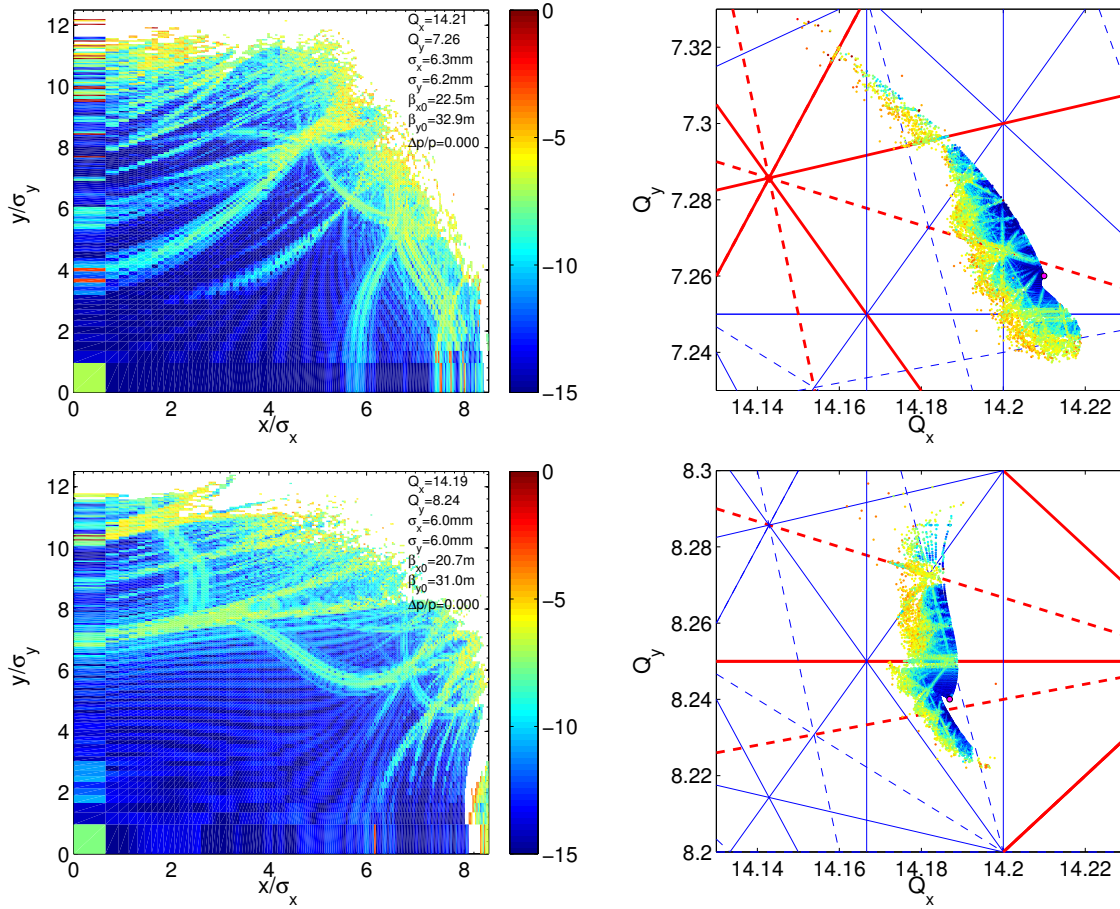 Q_x=14.21
Q_y=7.26
σ_x=6.3mm
σ_y=6.2mm
β_x0=22.5m
β_y0=32.9m
Δp/p=0.000
12
10
8
6
4
2
0
y/σ_y
0 2 4 6 8
x/σ_x
0
−5
−10
−15
7.32
7.3
7.28
7.26
7.24
Q_y
14.14 14.16 14.18 14.2 14.22
Q_x
Q_x=14.19
Q_y=8.24
σ_x=6.0mm
σ_y=6.0mm
β_x0=20.7m
β_y0=31.0m
Δp/p=0.000
12
10
8
6
4
2
0
y/σ_y
0 2 4 6 8
x/σ_x
0
−5
−10
−15
8.3
8.28
8.26
8.24
8.22
8.2
Q_y
14.14 14.16 14.18 14.2 14.22
Q_x